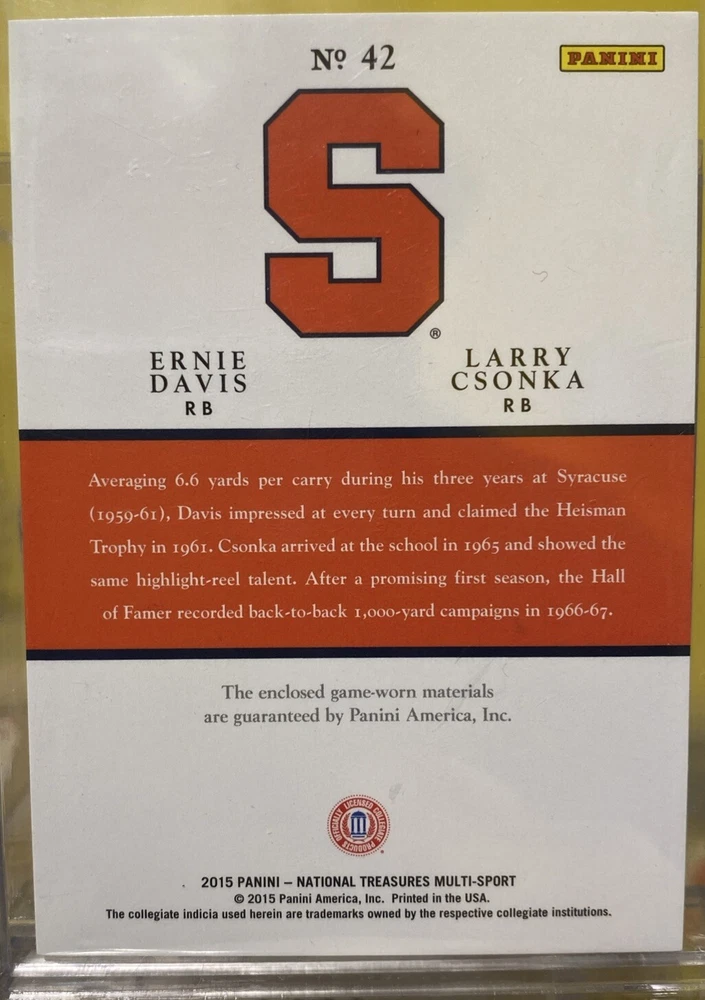 Nº 42
PANINI
S
®
ERNIE
DAVIS
RB
LARRY
CSONKA
RB
Averaging 6.6 yards per carry during his three years at Syracuse
(1959-61), Davis impressed at every turn and claimed the Heisman
Trophy in 1961. Csonka arrived at the school in 1965 and showed the
same highlight-reel talent. After a promising first season, the Hall
of Famer recorded back-to-back 1,000-yard campaigns in 1966-67.
The enclosed game-worn materials
are guaranteed by Panini America, Inc.
OFFICIALLY LICENSED COLLEGIATE PRODUCTS
2015 PANINI – NATIONAL TREASURES MULTI-SPORT
© 2015 Panini America, Inc. Printed in the USA.
The collegiate indicia used herein are trademarks owned by the respective collegiate institutions.